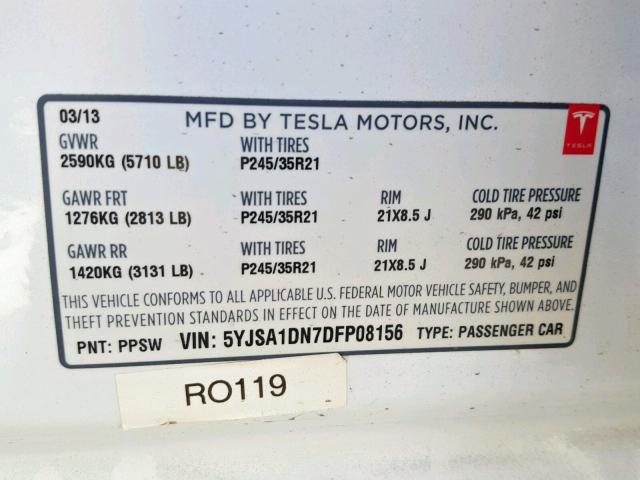 03/13 MFD BY TESLA MOTORS, INC.
TESLA
GVWR WITH TIRES
2590KG (5710 LB) P245/35R21
GAWR FRT WITH TIRES RIM COLD TIRE PRESSURE
1276KG (2813 LB) P245/35R21 21X8.5 J 290 kPa, 42 psi
GAWR RR WITH TIRES RIM COLD TIRE PRESSURE
1420KG (3131 LB) P245/35R21 21X8.5 J 290 kPa, 42 psi
THIS VEHICLE CONFORMS TO ALL APPLICABLE U.S. FEDERAL MOTOR VEHICLE SAFETY, BUMPER, AND
THEFT PREVENTION STANDARDS IN EFFECT ON THE DATE OF MANUFACTURE SHOWN ABOVE.
PNT: PPSW VIN: 5YJSA1DN7DFP08156 TYPE: PASSENGER CAR
RO119